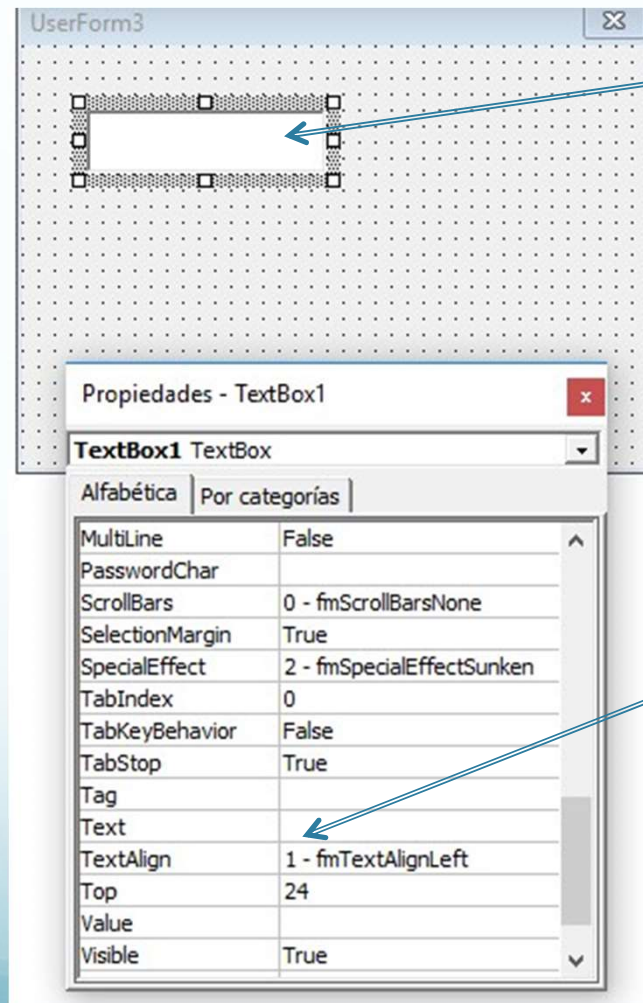 UserForm3
Propiedades - TextBox1
TextBox1 TextBox
Alfabética Por categorías
MultiLine False
PasswordChar
ScrollBars 0 - fmScrollBarsNone
SelectionMargin True
SpecialEffect 2 - fmSpecialEffectSunken
TabIndex 0
TabKeyBehavior False
TabStop True
Tag
Text
TextAlign 1 - fmTextAlignLeft
Top 24
Value
Visible True